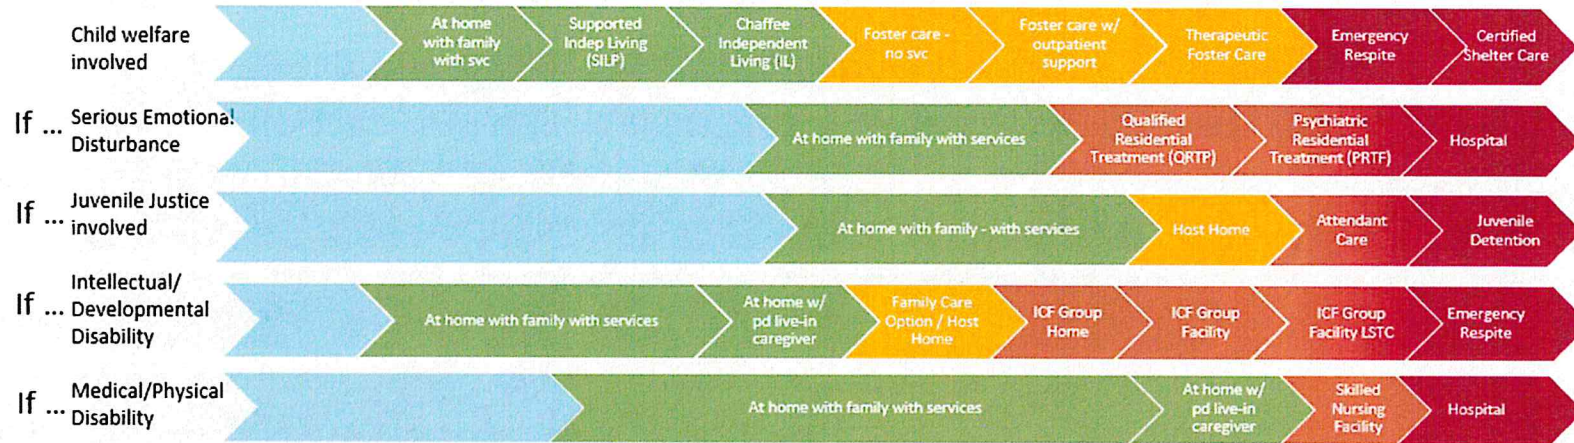 Child welfare
involved
At home
with family
with svc
Supported
Indep Living
(SILP)
Chaffee
Independent
Living (IL)
Foster care -
no svc
Foster care w/
outpatient
support
Therapeutic
Foster Care
Emergency
Respite
Certified
Shelter Care
If ... Serious Emotional
Disturbance
At home with family with services
Qualified
Residential
Treatment (QRTP)
Psychiatric
Residential
Treatment (PRTF)
Hospital
If ... Juvenile Justice
involved
At home with family - with services
Host Home
Attendant
Care
Juvenile
Detention
If ... Intellectual/
Developmental
Disability
At home with family with services
At home w/
pd live-in
caregiver
Family Care
Option / Host
Home
ICF Group
Home
ICF Group
Facility
ICF Group
Facility LSTC
Emergency
Respite
If ... Medical/Physical
Disability
At home with family with services
At home w/
pd live-in
caregiver
Skilled
Nursing
Facility
Hospital